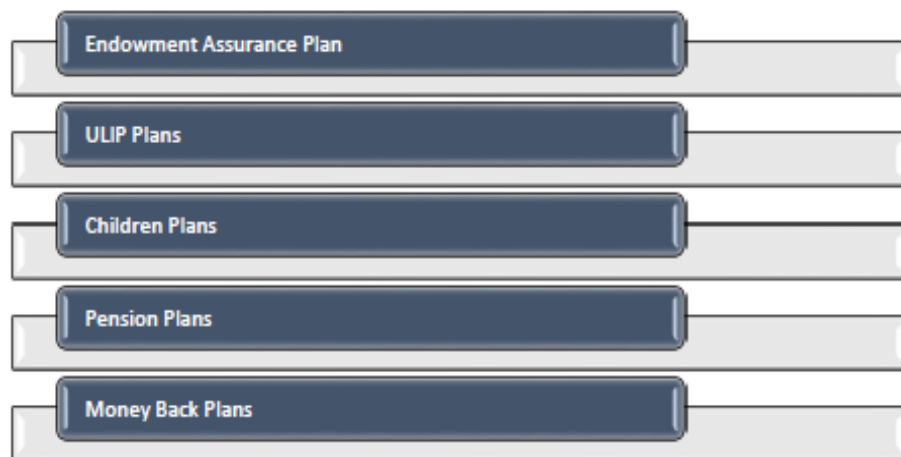 Endowment Assurance Plan
ULIP Plans
Children Plans
Pension Plans
Money Back Plans